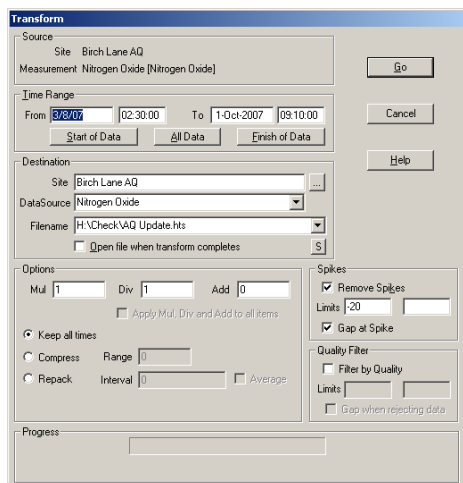 Transform
Source
Site Birch Lane AQ
Measurement Nitrogen Oxide [Nitrogen Oxide]
Go
Time Range
From 3/8/07 02:30:00 To 1-Oct-2007 09:10:00
Cancel
Start of Data All Data Finish of Data
Destination
Help
Site Birch Lane AQ ...
DataSource Nitrogen Oxide
Filename H:\Check\AQ Update.hts
Open file when transform completes S
Options
Mul 1 Div 1 Add 0
Apply Mul, Div and Add to all items
Keep all times
Compress Range 0
Repack Interval 0 Average
Spikes
Remove Spikes
Limits -20
Gap at Spike
Quality Filter
Filter by Quality
Limits
Gap when rejecting data
Progress